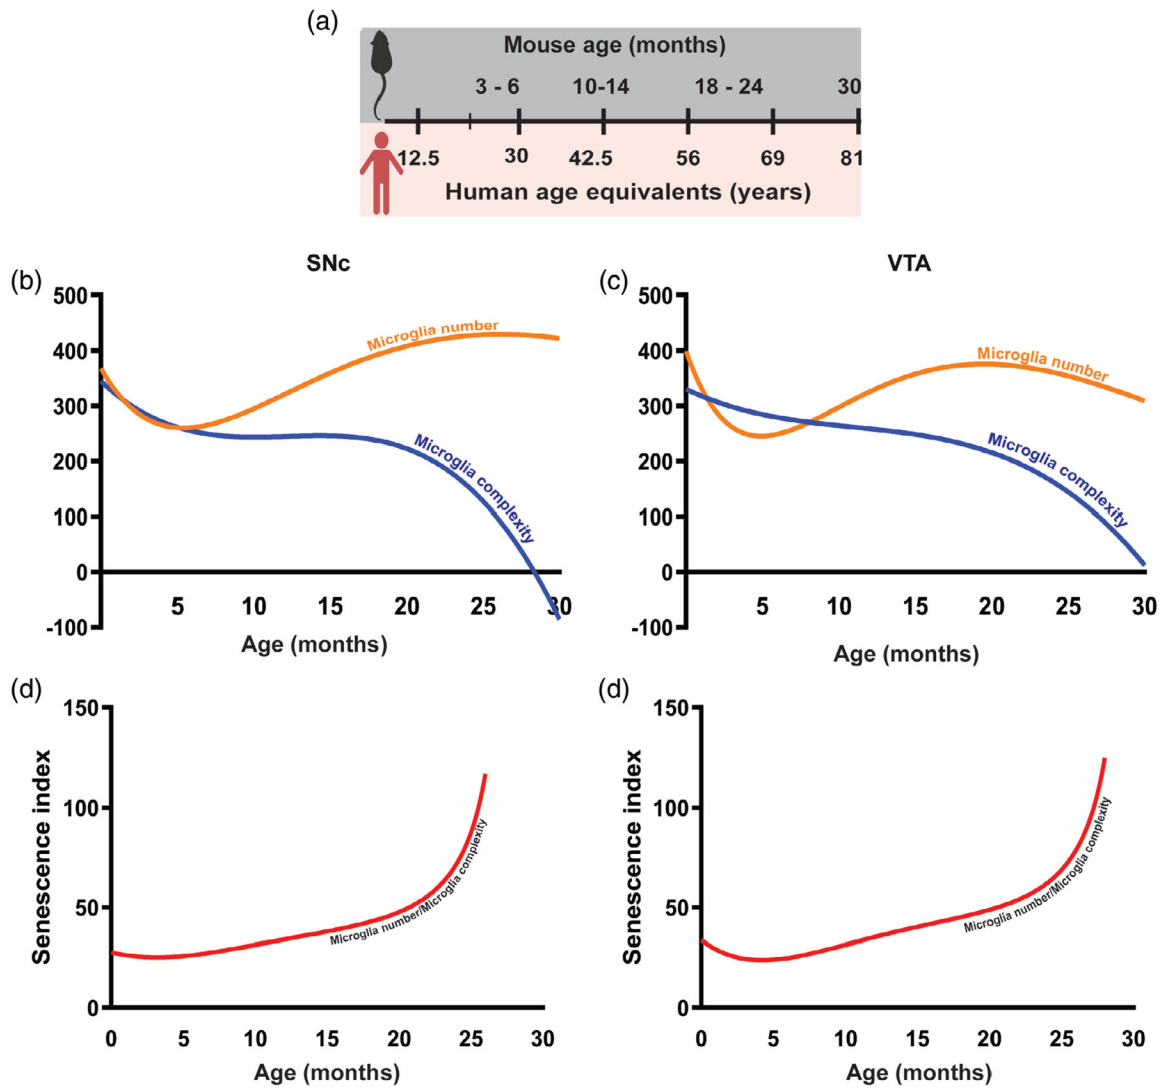 (a)
Mouse age (months)
3 - 6 10-14 18 - 24 30
12.5 30 42.5 56 69 81
Human age equivalents (years)
(b)
SNc
500
400
300
200
100
0
-100
5 10 15 20 25 30
Age (months)
Microglia number
Microglia complexity
(c)
VTA
500
400
300
200
100
0
-100
5 10 15 20 25 30
Age (months)
Microglia number
Microglia complexity
(d)
Senescence index
150
100
50
0
0 5 10 15 20 25 30
Age (months)
Microglia number/Microglia complexity
(d)
Senescence index
150
100
50
0
0 5 10 15 20 25 30
Age (months)
Microglia number/Microglia complexity